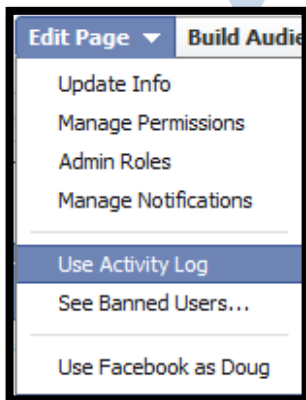 Edit Page Build Audie
Update Info
Manage Permissions
Admin Roles
Manage Notifications
Use Activity Log
See Banned Users...
Use Facebook as Doug